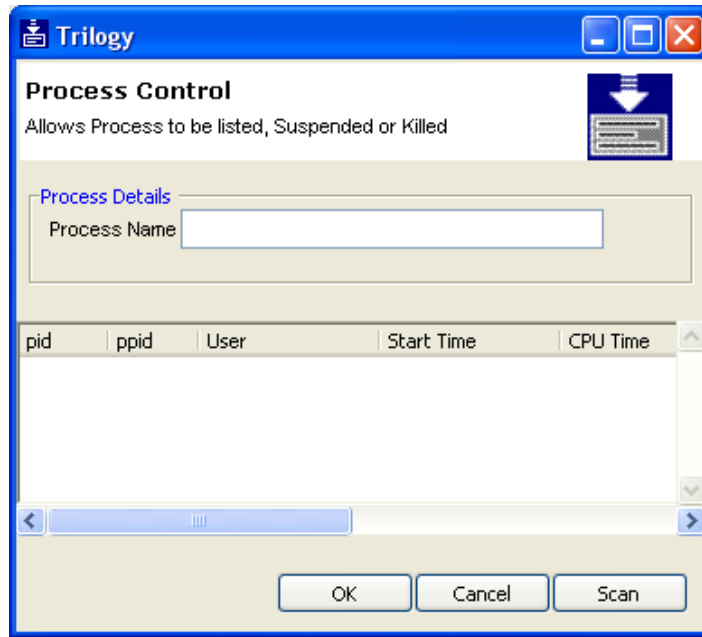 Trilogy
Process Control
Allows Process to be listed, Suspended or Killed
Process Details
Process Name
pid ppid User Start Time CPU Time
OK Cancel Scan